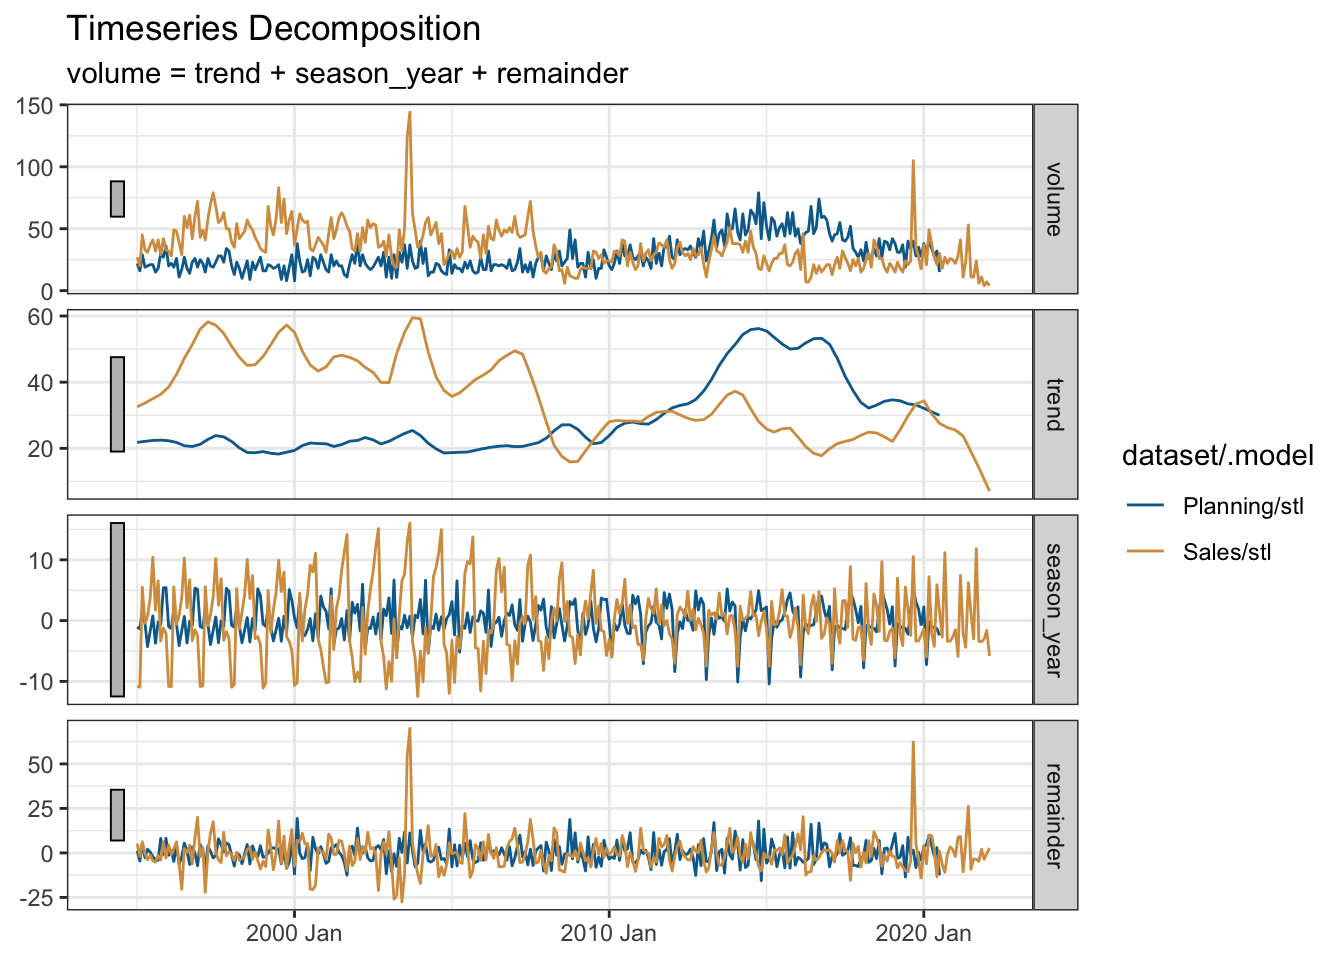 Timeseries Decomposition
volume = trend + season_year + remainder
150
100
50
0
volume
60
40
20
trend
10
0
-10
season_year
50
25
0
-25
remainder
2000 Jan
2010 Jan
2020 Jan
dataset/.model
Planning/stl
Sales/stl